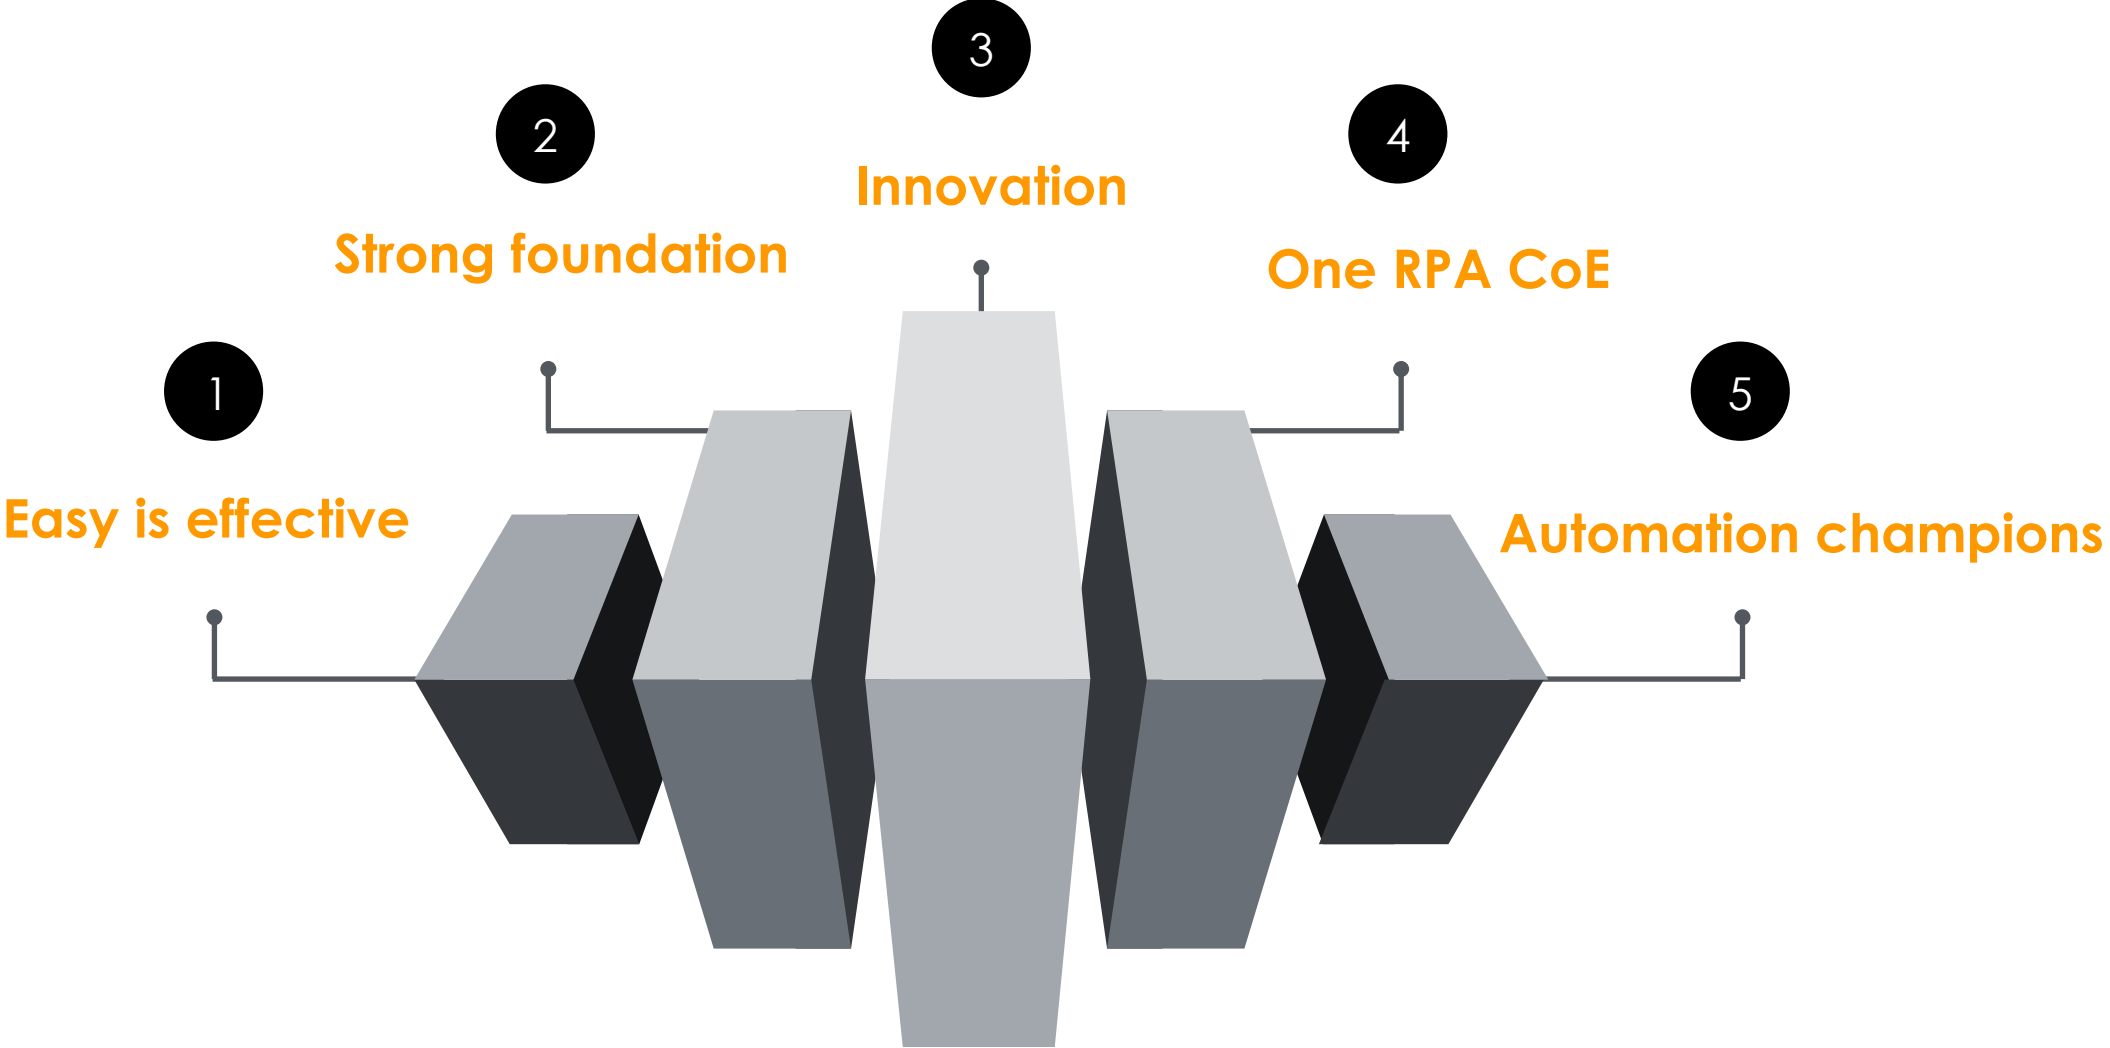 1
Easy is effective
2
Strong foundation
3
Innovation
4
One RPA CoE
5
Automation champions